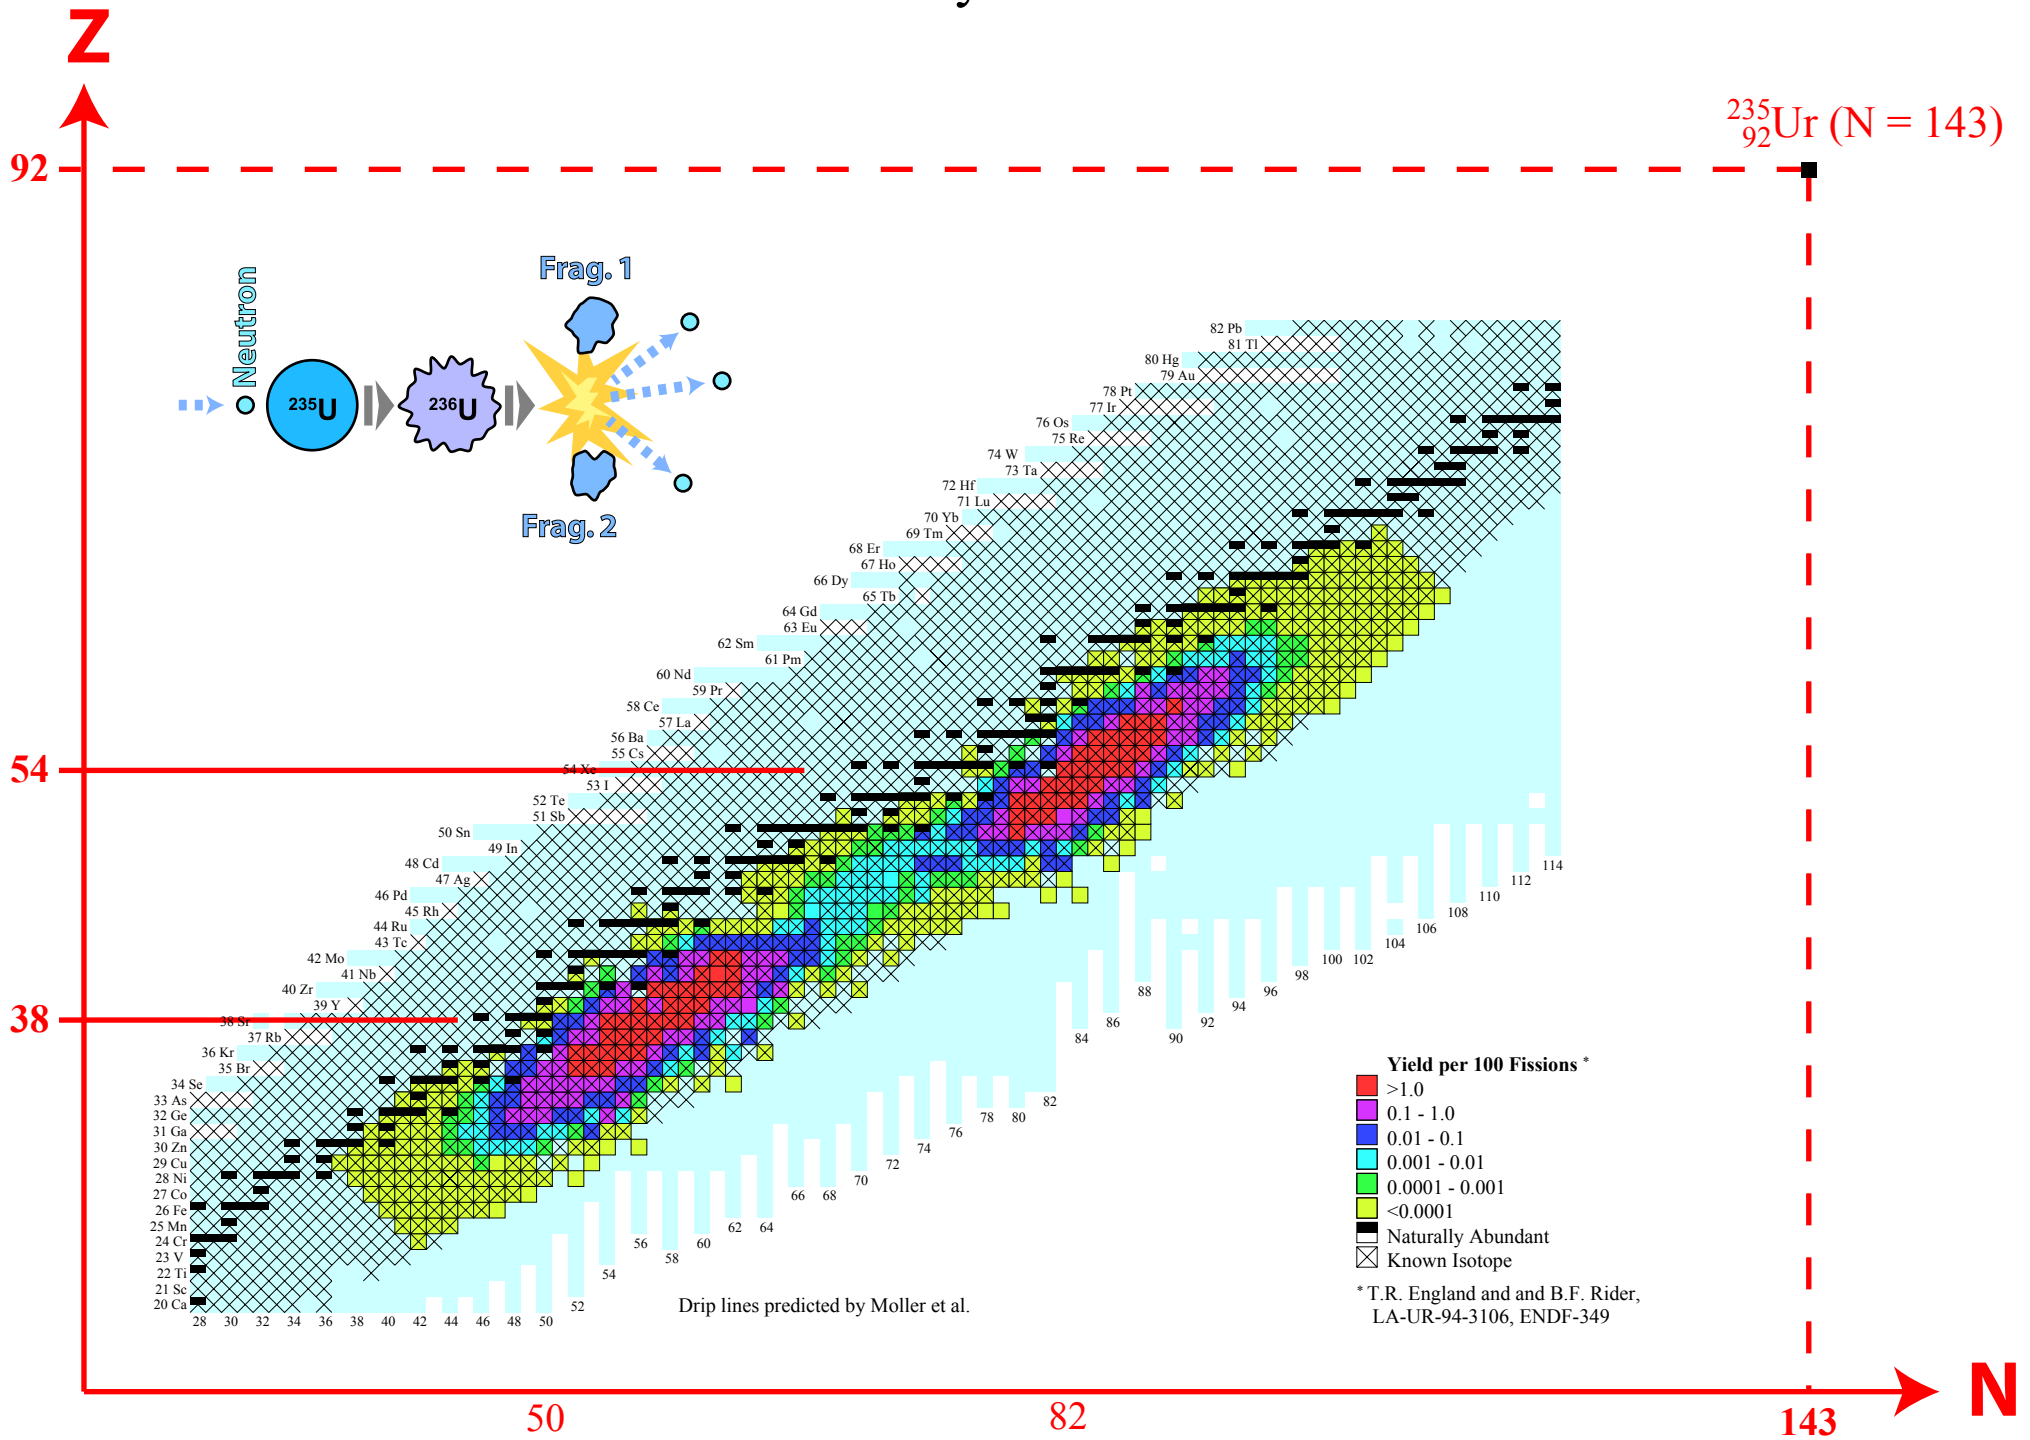 Z
92
235
92Ur (N = 143)
Neutron
235U
236U
Frag. 1
Frag. 2
82 Pb
81 Tl
80 Hg
79 Au
78 Pt
77 Ir
76 Os
75 Re
74 W
73 Ta
72 Hf
71 Lu
70 Yb
69 Tm
68 Er
67 Ho
66 Dy
65 Tb
64 Gd
63 Eu
62 Sm
61 Pm
60 Nd
59 Pr
58 Ce
57 La
56 Ba
55 Cs
54
54 Xe
53 I
52 Te
51 Sb
50 Sn
49 In
48 Cd
47 Ag
46 Pd
45 Rh
44 Ru
43 Tc
42 Mo
41 Nb
40 Zr
39 Y
38
38 Sr
37 Rb
36 Kr
35 Br
34 Se
33 As
32 Ge
31 Ga
30 Zn
29 Cu
28 Ni
27 Co
26 Fe
25 Mn
24 Cr
23 V
22 Ti
21 Sc
20 Ca
28 30 32 34 36 38 40 42 44 46 48 50
52
54
56
58
60
62
64
66
68
70
72
74
76
78
80
82
84
86
88
90
92
94
96
98
100
102
104
106
108
110
112
114
Yield per 100 Fissions *
>1.0
0.1 - 1.0
0.01 - 0.1
0.001 - 0.01
0.0001 - 0.001
<0.0001
Naturally Abundant
Known Isotope
* T.R. England and and B.F. Rider,
LA-UR-94-3106, ENDF-349
Drip lines predicted by Moller et al.
N
50
82
143